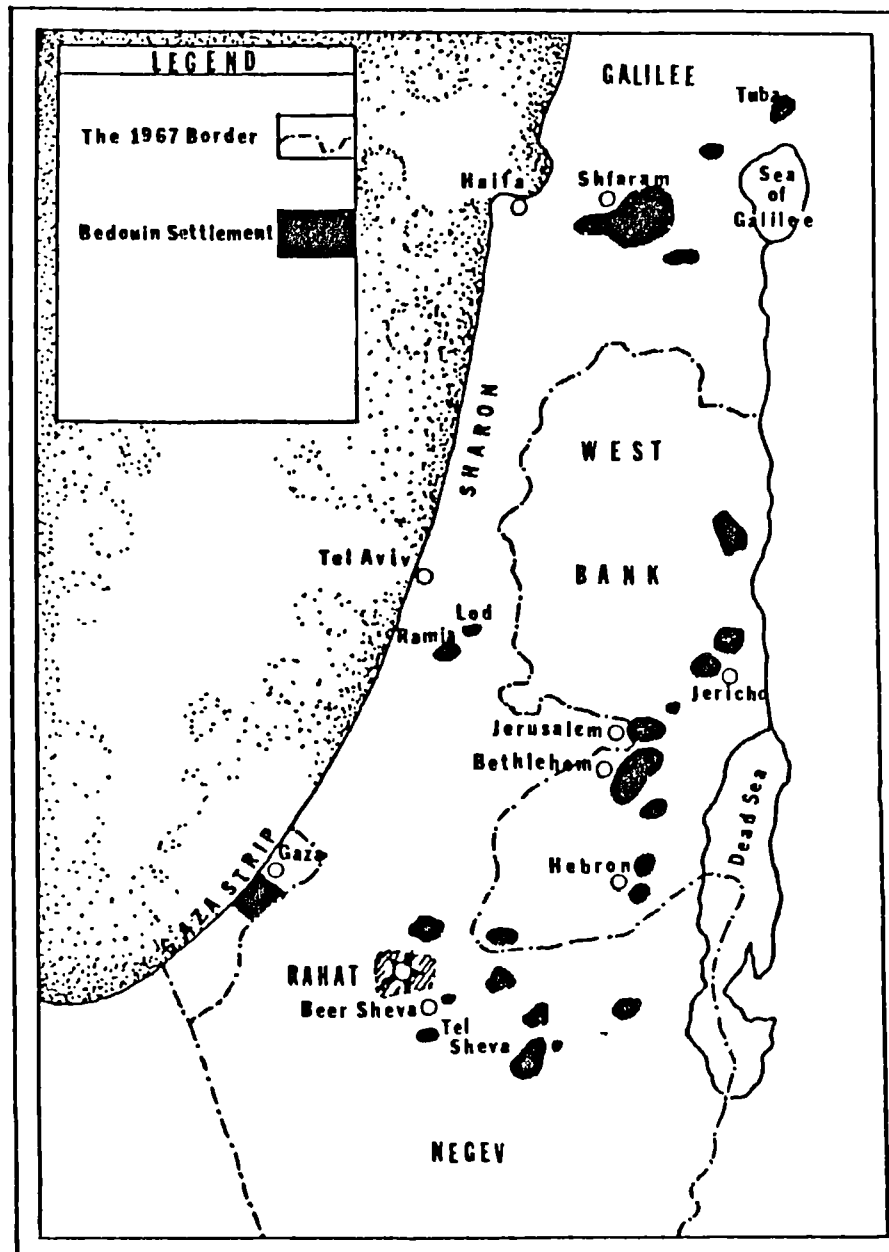 LEGEND
The 1967 Border
Bedouin Settlement
GALILEE
Tuba
Haifa
Shfaram
Sea
of
Galilee
SHARON
WEST
BANK
Tel Aviv
Lod
Ramla
Jericho
Jerusalem
Bethlehem
Dead Sea
GAZA STRIP
Gaza
Hebron
RAHAT
Beer Sheva
Tel
Sheva
NEGEV